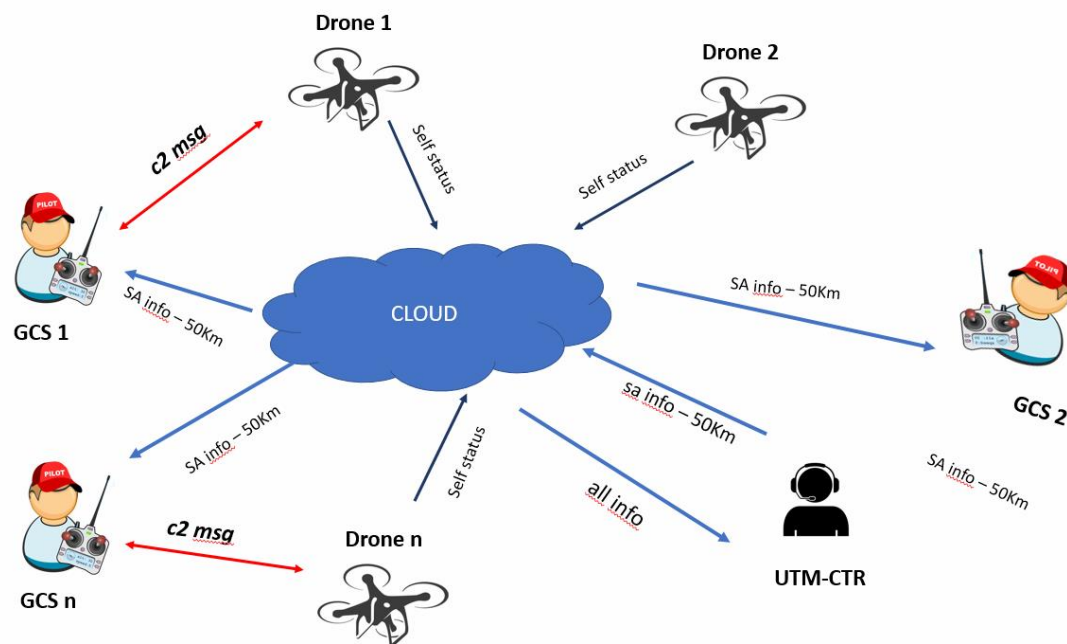 Drone 1
Drone 2
c2 msg
Self status
Self status
PILOT
PILOT
CLOUD
SA info – 50Km
SA info – 50Km
GCS 1
GCS 2
sa info – 50Km
SA info – 50Km
Self status
SA info – 50Km
all info
PILOT
c2 msg
Drone n
UTM-CTR
GCS n